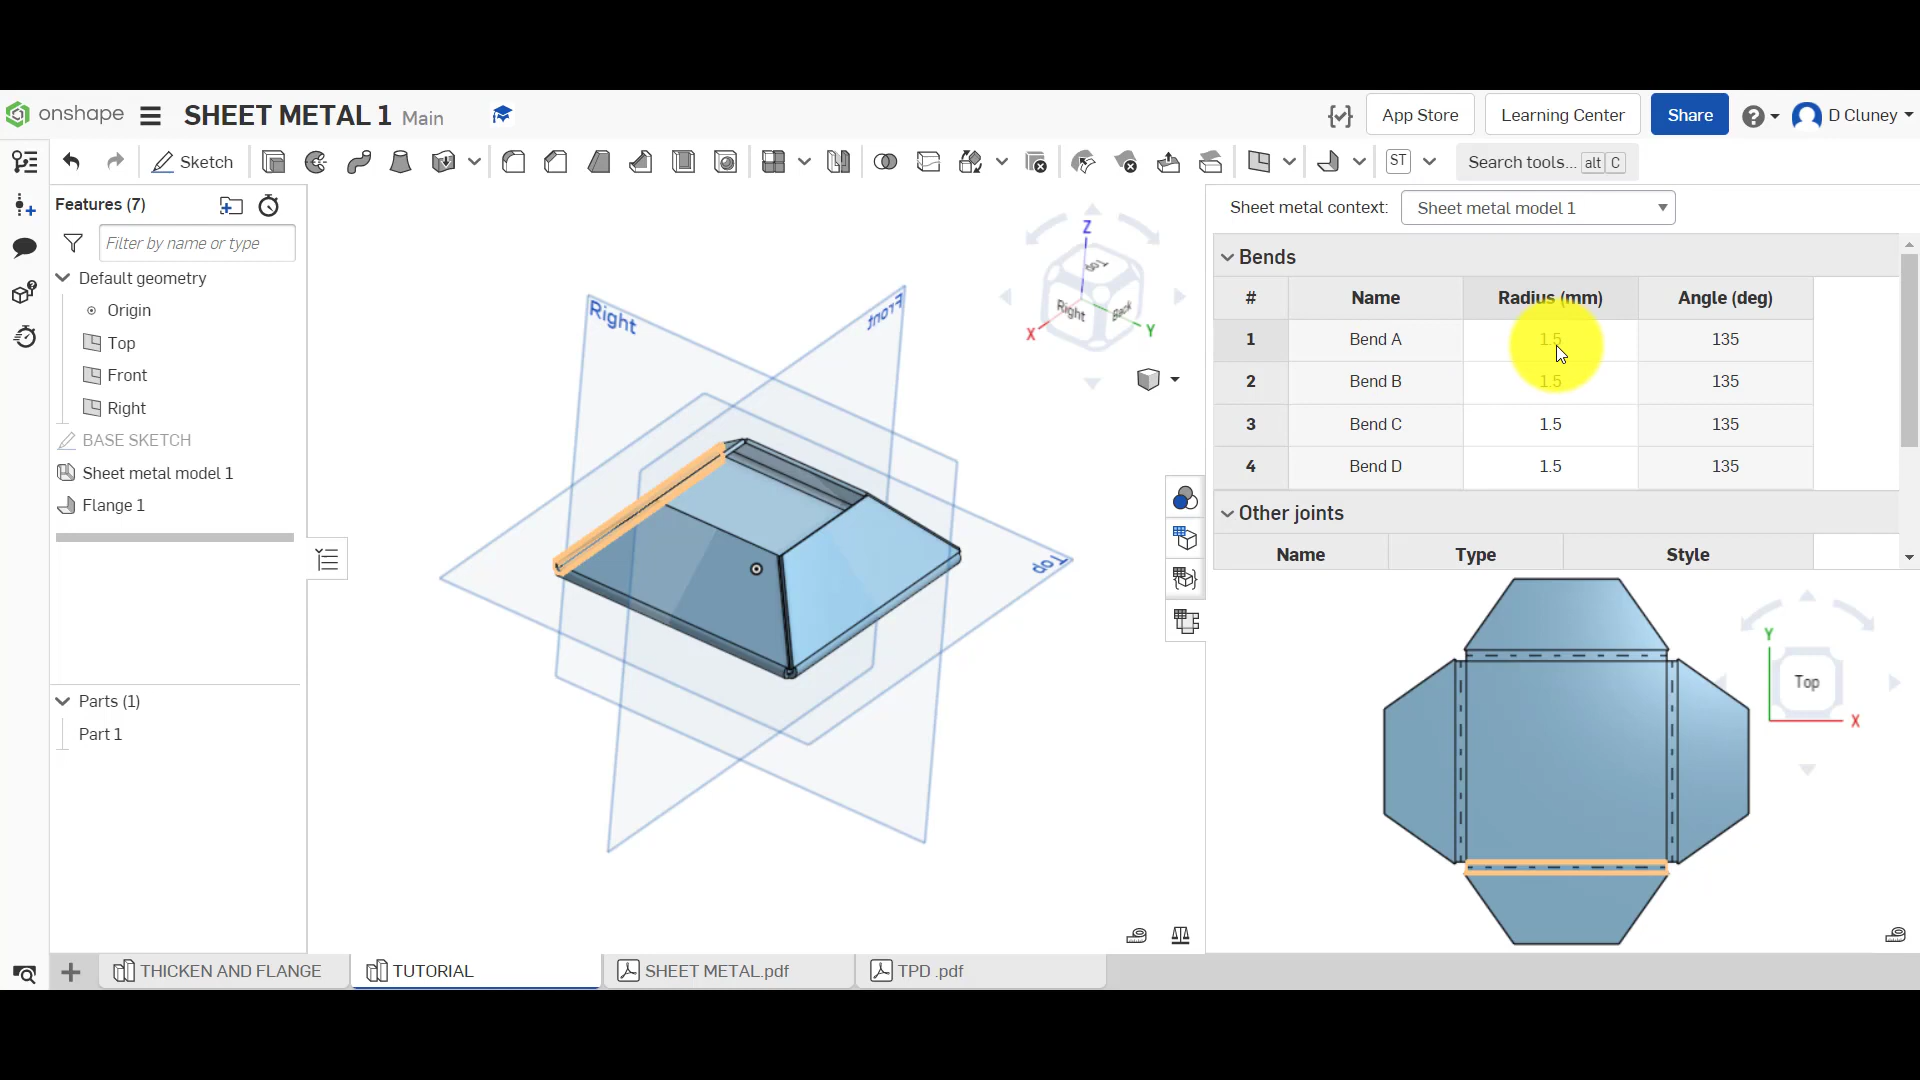 onshape
SHEET METAL 1 Main
App Store
Learning Center
Share
D Cluney
Sketch
ST
Search tools... alt C
Features (7)
Filter by name or type
Default geometry
Origin
Top
Front
Right
BASE SKETCH
Sheet metal model 1
Flange 1
Parts (1)
Part 1
Right
Front
Top
Z
Top
Right
Back
X
Y
Sheet metal context: Sheet metal model 1
Bends
# Name Radius (mm) Angle (deg)
1 Bend A 1.5 135
2 Bend B 1.5 135
3 Bend C 1.5 135
4 Bend D 1.5 135
Other joints
Name Type Style
Y
Top
X
THICKEN AND FLANGE
TUTORIAL
SHEET METAL.pdf
TPD .pdf